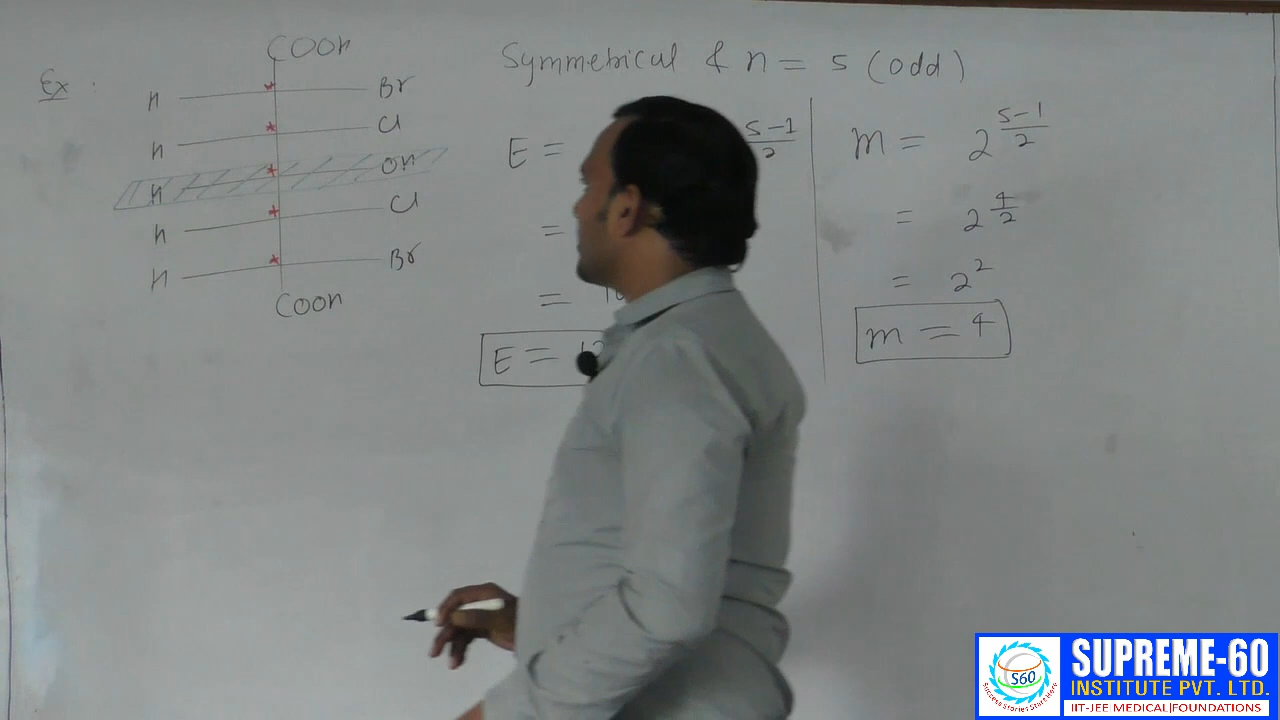 Ex.
COOH
H Br
H Cl
H OH
H Cl
H Br
COOH
Symmetrical & n = 5 (odd)
E = 5-1/2
=
=
E = 12
m = 2^(5-1/2)
= 2^(4/2)
= 2^2
m = 4
S60
SUPREME-60
INSTITUTE PVT. LTD.
IIT-JEE MEDICAL|FOUNDATIONS